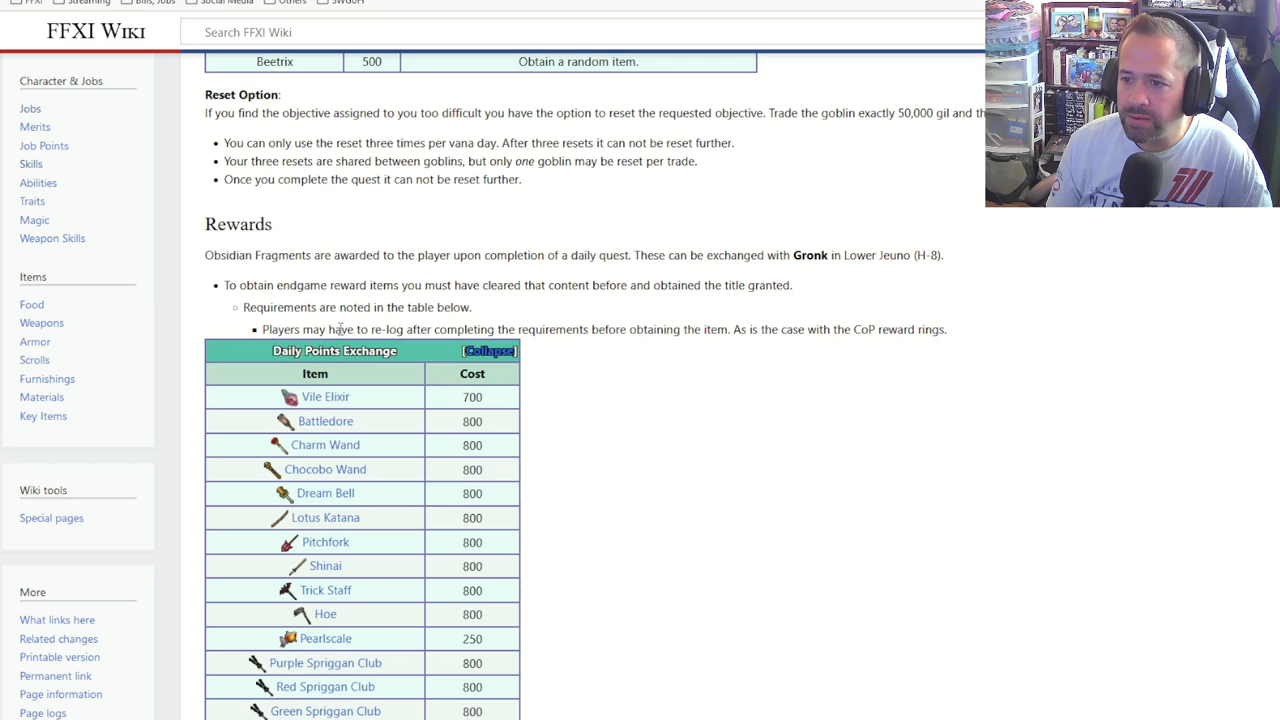 FFXI
Streaming
Bills, Jobs
Social Media
Others
SWGoH
FFXI Wiki
Search FFXI Wiki
Character & Jobs
Jobs
Merits
Job Points
Skills
Abilities
Traits
Magic
Weapon Skills
Items
Food
Weapons
Armor
Scrolls
Furnishings
Materials
Key Items
Wiki tools
Special pages
More
What links here
Related changes
Printable version
Permanent link
Page information
Page logs
Beetrix 500 Obtain a random item.
Reset Option:
If you find the objective assigned to you too difficult you have the option to reset the requested objective. Trade the goblin exactly 50,000 gil and th
• You can only use the reset three times per vana day. After three resets it can not be reset further.
• Your three resets are shared between goblins, but only one goblin may be reset per trade.
• Once you complete the quest it can not be reset further.
Rewards
Obsidian Fragments are awarded to the player upon completion of a daily quest. These can be exchanged with Gronk in Lower Jeuno (H-8).
• To obtain endgame reward items you must have cleared that content before and obtained the title granted.
○ Requirements are noted in the table below.
▪ Players may have to re-log after completing the requirements before obtaining the item. As is the case with the CoP reward rings.
Daily Points Exchange [Collapse]
Item Cost
Vile Elixir 700
Battledore 800
Charm Wand 800
Chocobo Wand 800
Dream Bell 800
Lotus Katana 800
Pitchfork 800
Shinai 800
Trick Staff 800
Hoe 800
Pearlscale 250
Purple Spriggan Club 800
Red Spriggan Club 800
Green Spriggan Club 800